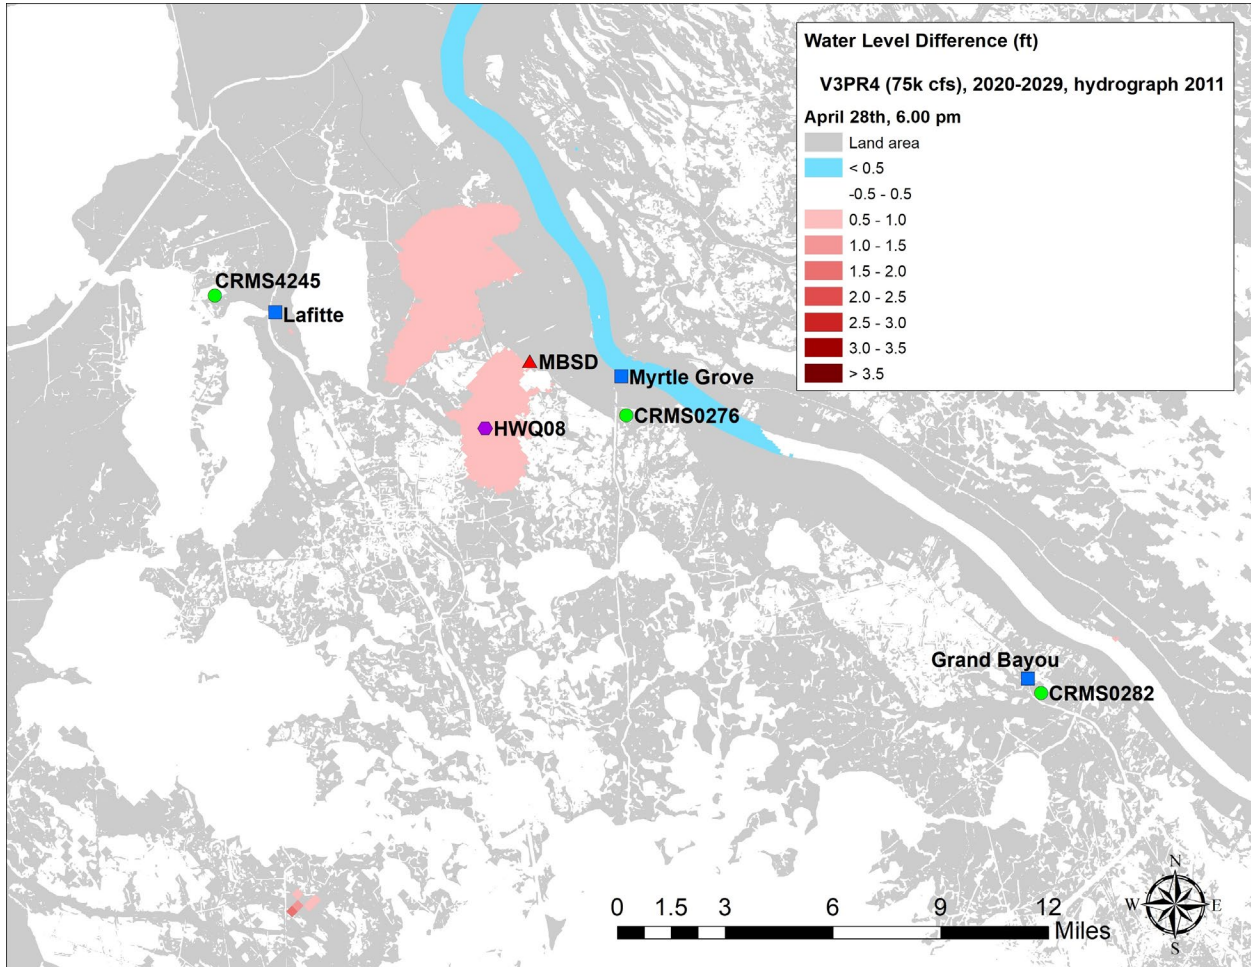 Water Level Difference (ft)
V3PR4 (75k cfs), 2020-2029, hydrograph 2011
April 28th, 6.00 pm
Land area
< 0.5
-0.5 - 0.5
0.5 - 1.0
1.0 - 1.5
1.5 - 2.0
2.0 - 2.5
2.5 - 3.0
3.0 - 3.5
> 3.5
CRMS4245
Lafitte
MBSD
Myrtle Grove
CRMS0276
HWQ08
Grand Bayou
CRMS0282
0 1.5 3 6 9 12
Miles
N
W E
S